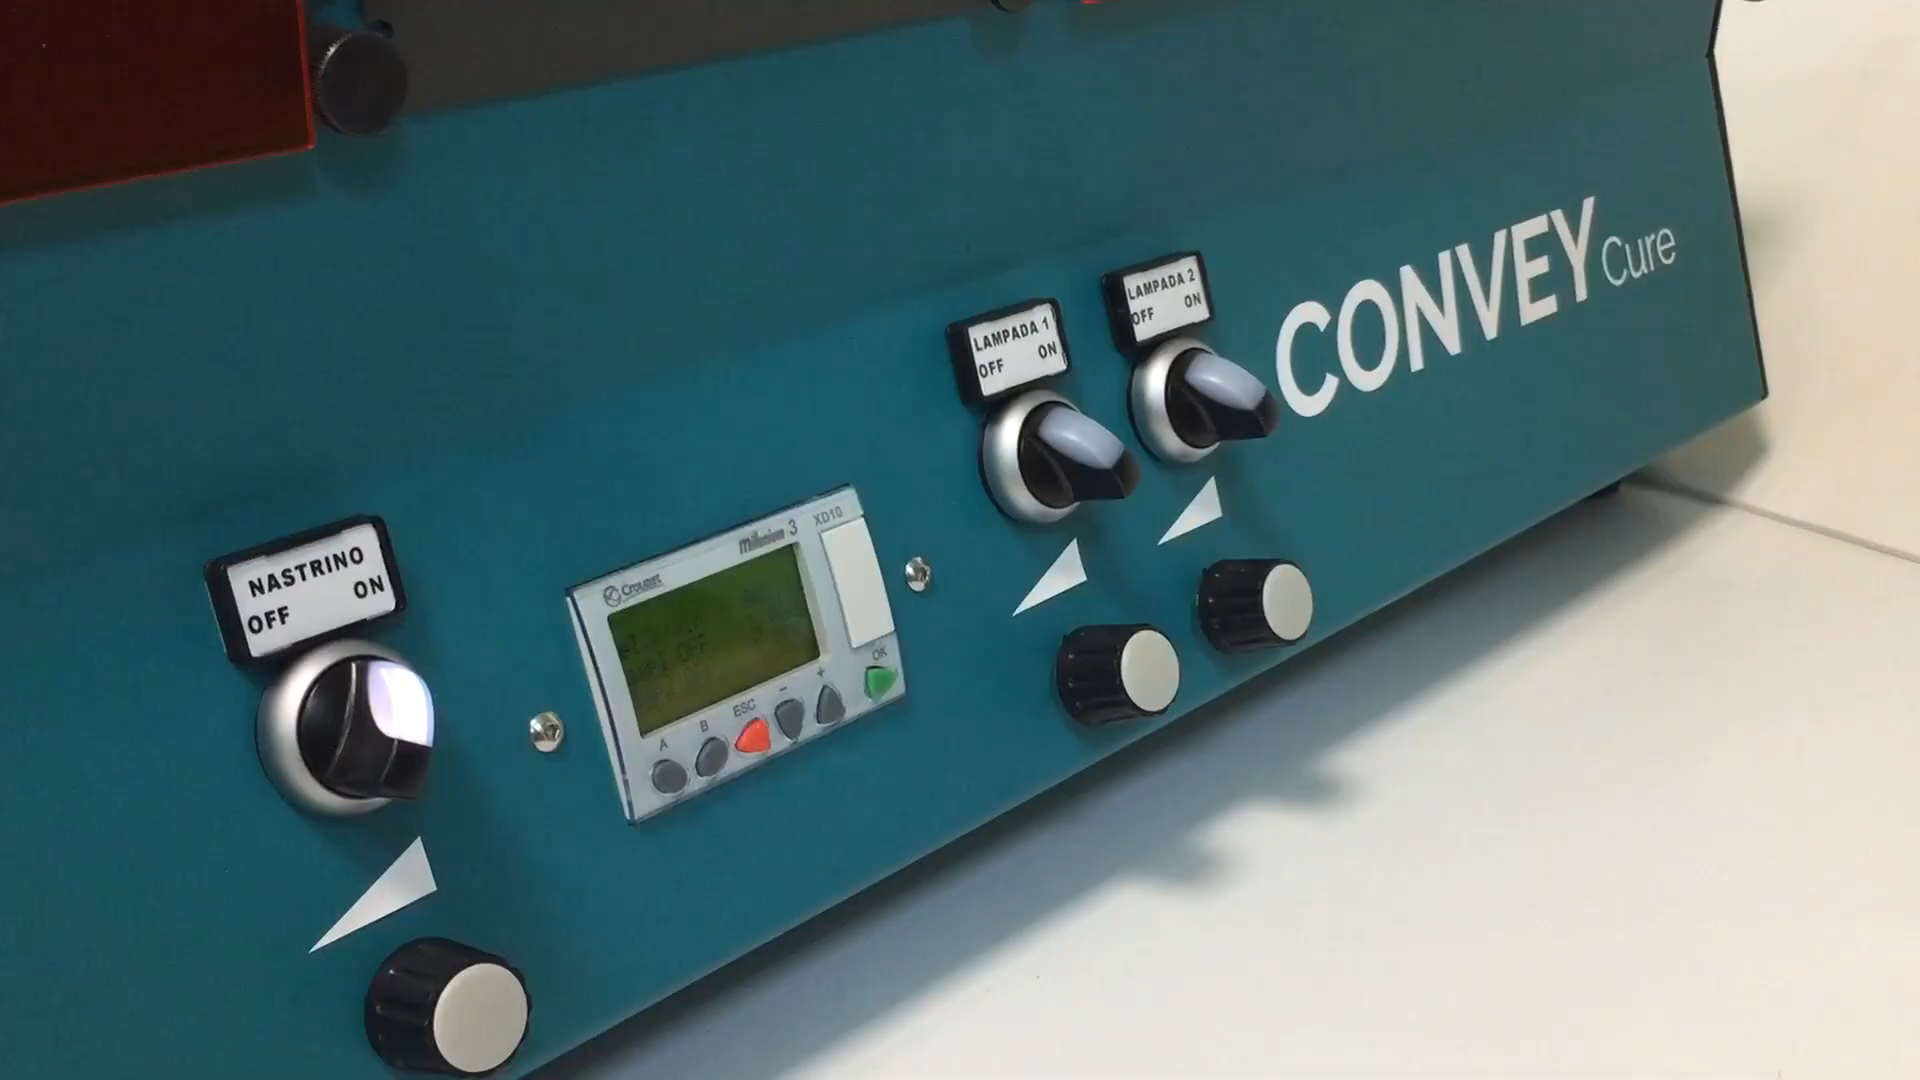 LAMPADA 2
OFF ON
CONVEY Cure
LAMPADA 1
OFF ON
NASTRINO
OFF ON
Millenium 3 XD10
Crouzet
OFF
A B ESC - + OK